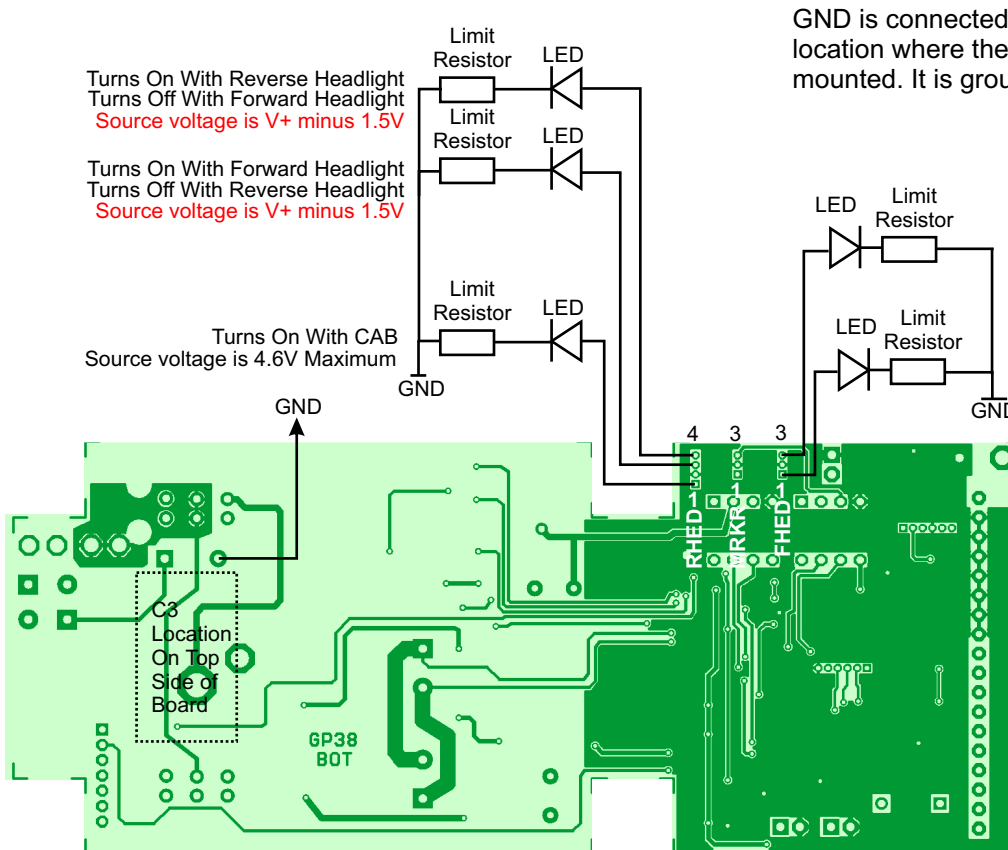 GND is connected
location where the
mounted. It is grou
Limit
Resistor
LED
Turns On With Reverse Headlight
Turns Off With Forward Headlight
Source voltage is V+ minus 1.5V
Limit
Resistor
LED
Turns On With Forward Headlight
Turns Off With Reverse Headlight
Source voltage is V+ minus 1.5V
LED
Limit
Resistor
Limit
Resistor
LED
Turns On With CAB
Source voltage is 4.6V Maximum
GND
LED
Limit
Resistor
GND
GND
4
3
3
1
1
1
RHED
MRKR
FHED
C3
Location
On Top
Side of
Board
GP38
BOT